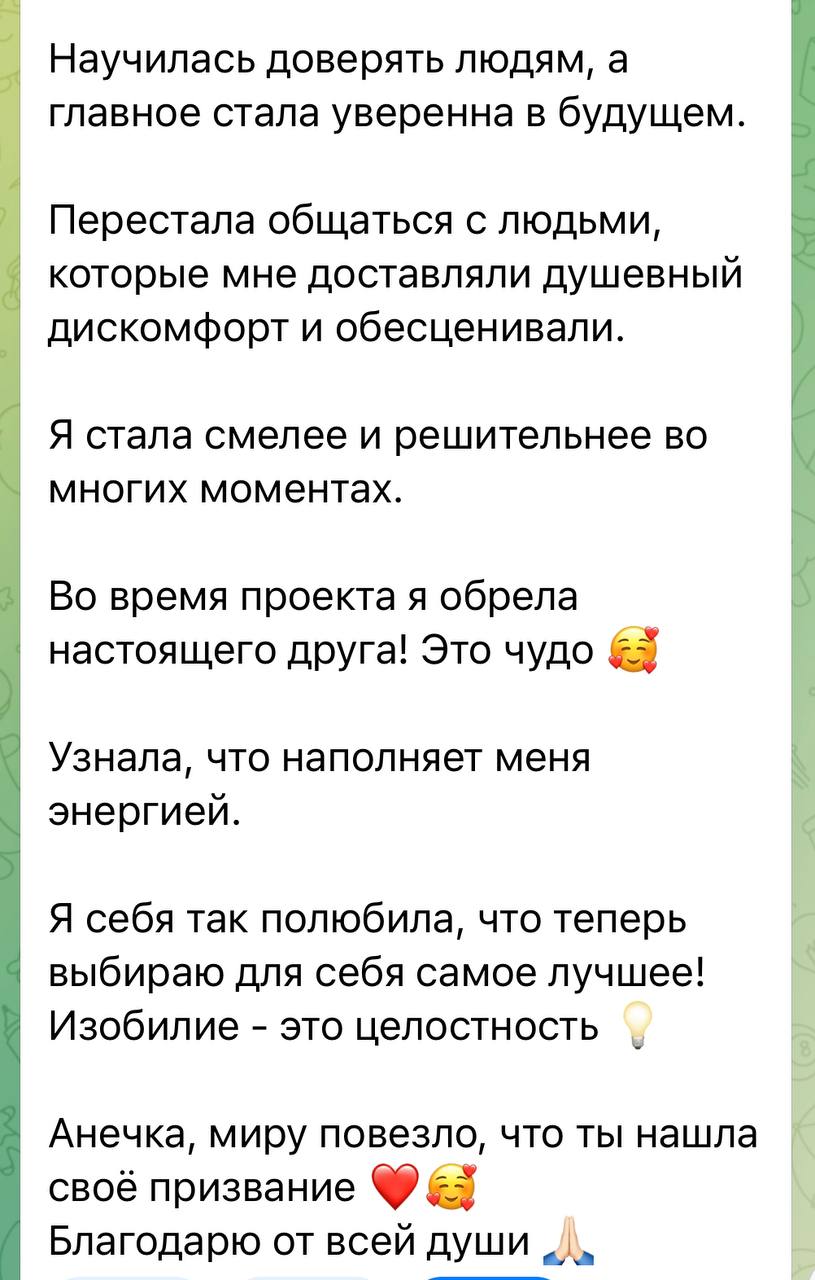 Научилась доверять людям, а
главное стала уверенна в будущем.
Перестала общаться с людьми,
которые мне доставляли душевный
дискомфорт и обесценивали.
Я стала смелее и решительнее во
многих моментах.
Во время проекта я обрела
настоящего друга! Это чудо 🥰
Узнала, что наполняет меня
энергией.
Я себя так полюбила, что теперь
выбираю для себя самое лучшее!
Изобилие - это целостность 💡
Анечка, миру повезло, что ты нашла
своё призвание ❤️🥰
Благодарю от всей души 🙏🏻